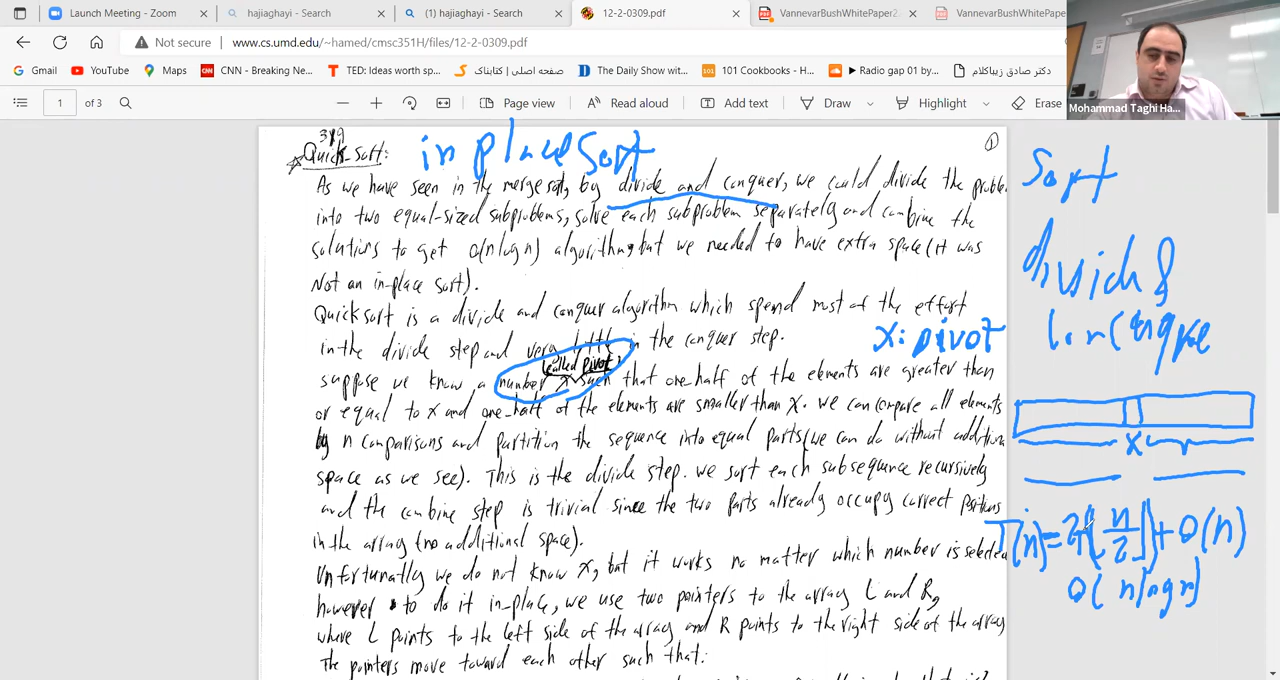 Launch Meeting - Zoom
hajiaghayi - Search
(1) hajiaghayi - Search
12-2-0309.pdf
VannevarBushWhitePaper2
VannevarBushWhitePape
Not secure
www.cs.umd.edu/~hamed/cmsc351H/files/12-2-0309.pdf
Gmail
YouTube
Maps
CNN - Breaking Ne...
TED: Ideas worth sp...
صفحه اصلی | کتابناک
The Daily Show wit...
101 Cookbooks - H...
Radio gap 01 by...
دکتر صادق زیباکلام
1 of 3
Page view
Read aloud
Add text
Draw
Highlight
Erase
Mohammad Taghi Ha...
Quick-sort:
in place Sort
①
As we have seen in the mergesort, by divide and conquer, we could divide the proble
into two equal-sized subproblems, solve each subproblem separately and combine the
solutions to get O(n log n) algorithm, but we needed to have extra space (it was
Not an in-place sort).
Quicksort is a divide and conquer algorithm which spend most of the effort
in the divide step and very little in the conquer step.
x: pivot
(called pivot)
suppose we know a number x such that one half of the elements are greater than
or equal to x and one-half of the elements are smaller than x. we can compare all elements
by n comparisons and partition the sequence into equal parts (we can do without addition
space as we see). This is the divide step. we sort each subsequence recursively
and the combine step is trivial since the two parts already occupy correct positions
in the array (no additional space).
Unfortunally we do not know x, but it works no matter which number is selected
however to do it in-place, we use two pointers to the array L and R,
where L points to the left side of the array and R points to the right side of the array
The pointers move toward each other such that:
Sort
divid &
x
T(n)=2T(⌊n/2⌋)+O(n)
O(n log n)